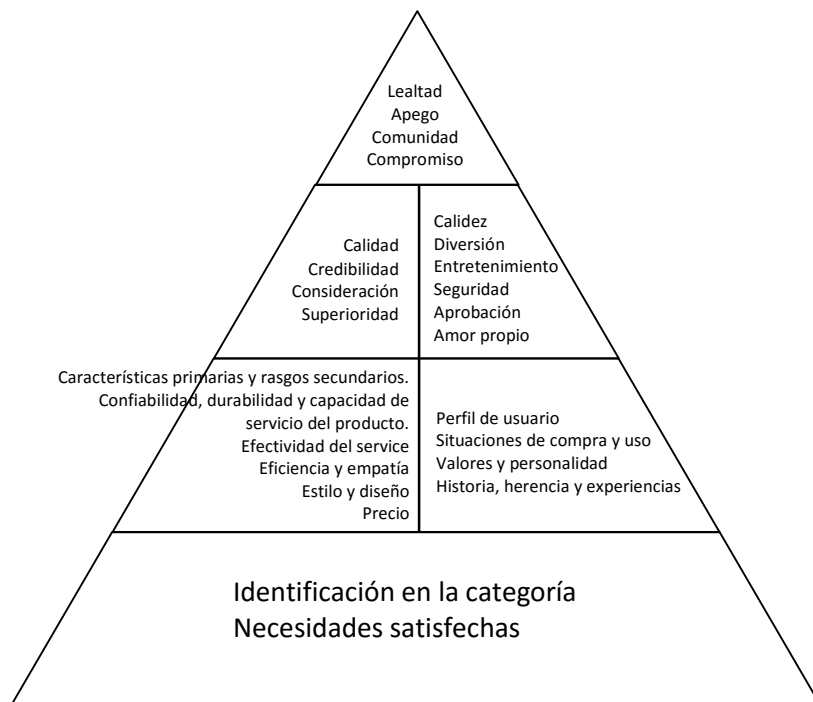 Lealtad
Apego
Comunidad
Compromiso
Calidad
Credibilidad
Consideración
Superioridad
Calidez
Diversión
Entretenimiento
Seguridad
Aprobación
Amor propio
Características primarias y rasgos secundarios.
Confiabilidad, durabilidad y capacidad de
servicio del producto.
Efectividad del service
Eficiencia y empatía
Estilo y diseño
Precio
Perfil de usuario
Situaciones de compra y uso
Valores y personalidad
Historia, herencia y experiencias
Identificación en la categoría
Necesidades satisfechas